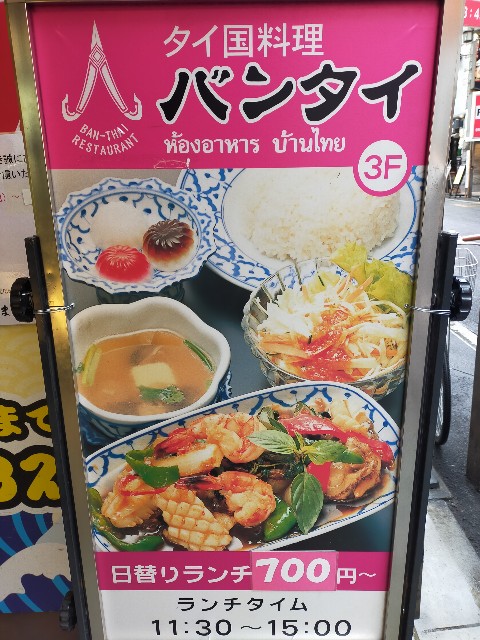 タイ国料理
バンタイ
BAN-THAI
RESTAURANT
ห้องอาหาร บ้านไทย
3F
日替りランチ700円~
ランチタイム
11:30~15:00
まで